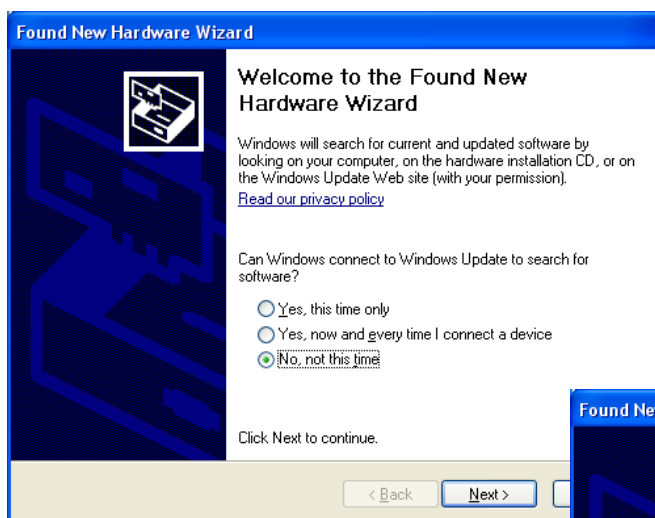 Found New Hardware Wizard
Welcome to the Found New
Hardware Wizard
Windows will search for current and updated software by
looking on your computer, on the hardware installation CD, or on
the Windows Update Web site (with your permission).
Read our privacy policy
Can Windows connect to Windows Update to search for
software?
Yes, this time only
Yes, now and every time I connect a device
No, not this time
Click Next to continue.
< Back Next >
Found Ne